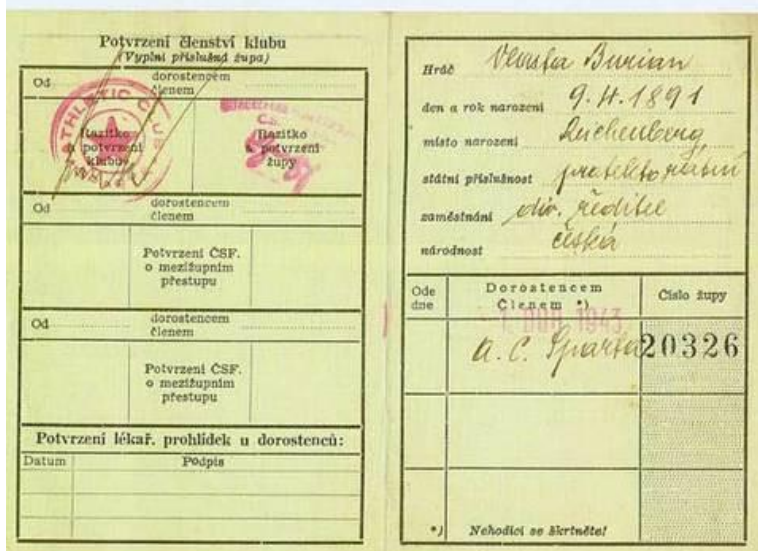 Potvrzení členství klubu
(Vyplní příslušná župa)
Od dorostencem
členem
ATHLETIC CLUB
Razítko
a potvrzení
klubu
Razítko
a potvrzení
župy
Od dorostencem
členem
Potvrzení ČSF.
o mezižupním
přestupu
Od dorostencem
členem
Potvrzení ČSF.
o mezižupním
přestupu
Potvrzení lékař. prohlídek u dorostenců:
Datum Podpis
Hráč Vlasta Burian
den a rok narození 9. 4. 1891
místo narození Reichenberg
státní příslušnost
zaměstnání div. ředitel
národnost česká
Ode dne
Dorostencem
Členem *)
Číslo župy
1943
A. C. Sparta 20326
*) Nehodící se škrtněte!